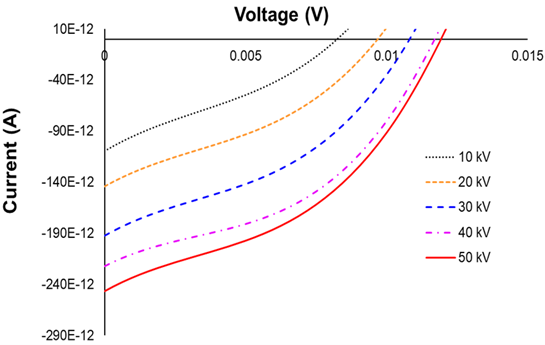 Voltage (V)
10E-12
0
0.005
0.01
0.015
-40E-12
-90E-12
-140E-12
-190E-12
-240E-12
-290E-12
Current (A)
10 kV
20 kV
30 kV
40 kV
50 kV